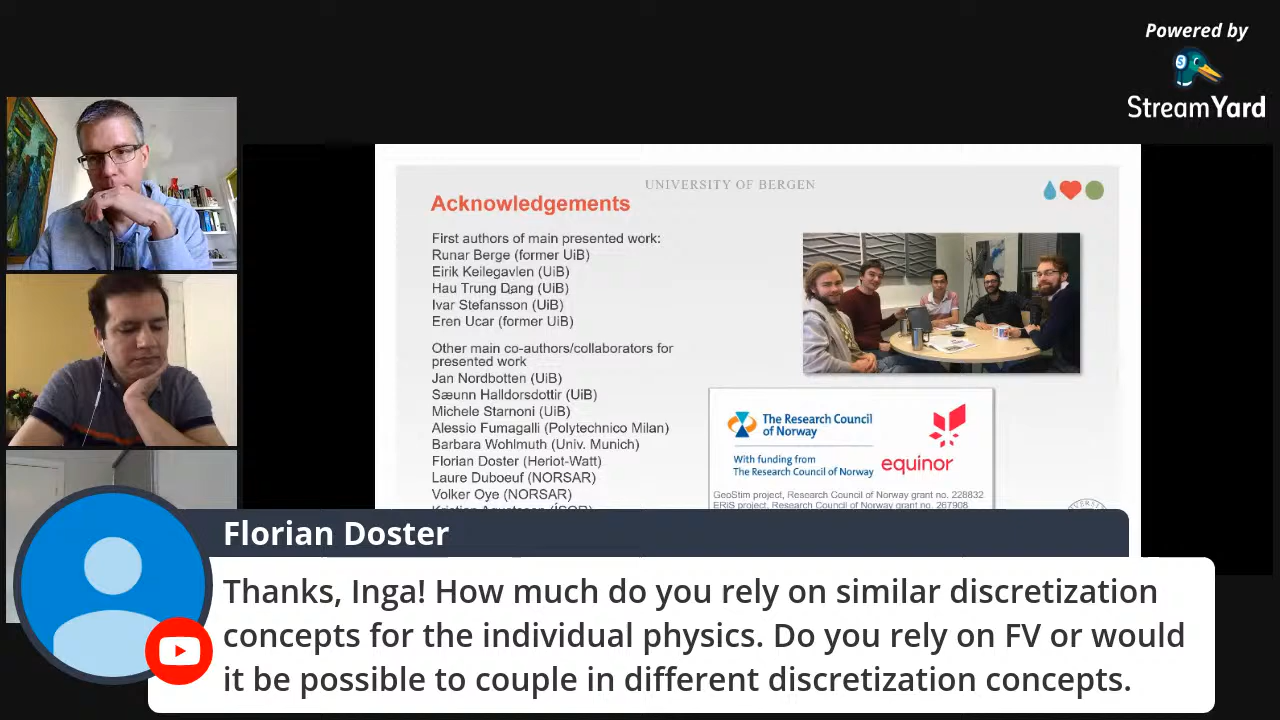 Powered by
StreamYard
UNIVERSITY OF BERGEN
Acknowledgements
First authors of main presented work:
Runar Berge (former UiB)
Eirik Keilegavlen (UiB)
Hau Trung Dang (UiB)
Ivar Stefansson (UiB)
Eren Ucar (former UiB)
Other main co-authors/collaborators for
presented work
Jan Nordbotten (UiB)
Sæunn Halldorsdottir (UiB)
Michele Starnoni (UiB)
Alessio Fumagalli (Polytechnico Milan)
Barbara Wohlmuth (Univ. Munich)
Florian Doster (Heriot-Watt)
Laure Duboeuf (NORSAR)
Volker Oye (NORSAR)
The Research Council
of Norway
With funding from
The Research Council of Norway
equinor
GeoStim project, Research Council of Norway grant no. 228832
ERiS project, Research Council of Norway grant no. 267908
Florian Doster
Thanks, Inga! How much do you rely on similar discretization
concepts for the individual physics. Do you rely on FV or would
it be possible to couple in different discretization concepts.